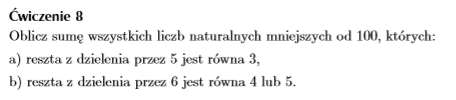 Ćwiczenie 8
Oblicz sumę wszystkich liczb naturalnych mniejszych od 100, których:
a) reszta z dzielenia przez 5 jest równa 3,
b) reszta z dzielenia przez 6 jest równa 4 lub 5.